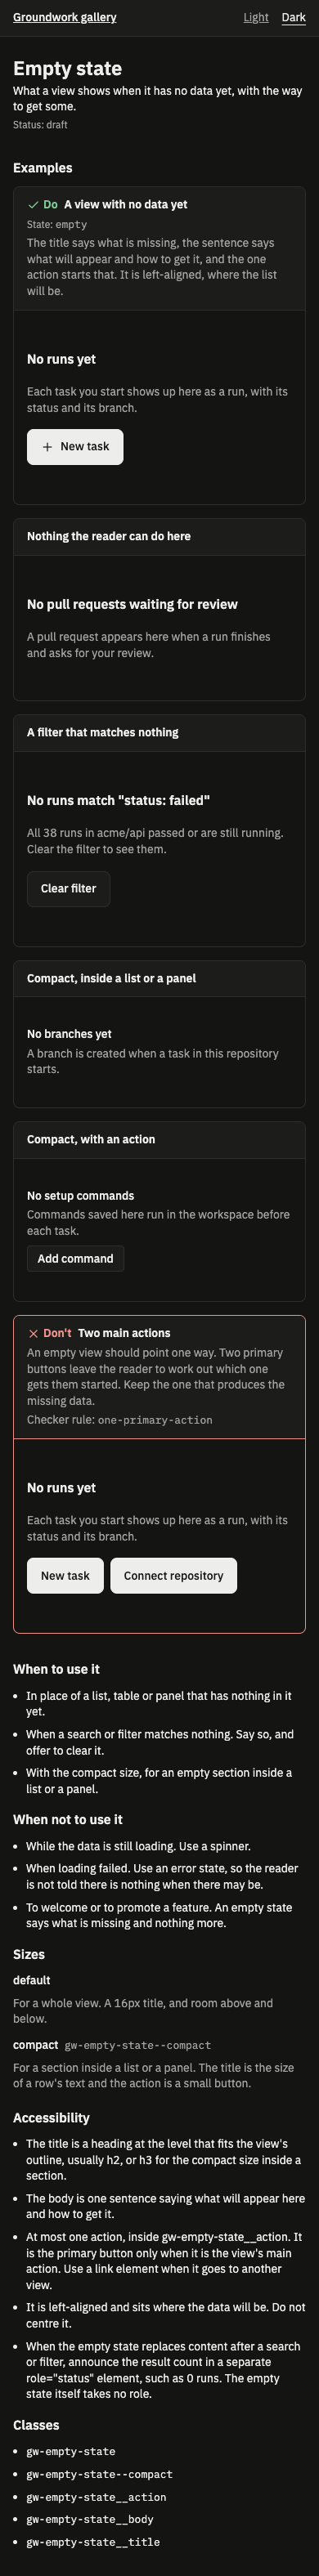 Groundwork gallery
Light
Dark
Empty state
What a view shows when it has no data yet, with the way
to get some.
Status: draft
Examples
Do A view with no data yet
State: empty
The title says what is missing, the sentence says
what will appear and how to get it, and the one
action starts that. It is left-aligned, where the list
will be.
No runs yet
Each task you start shows up here as a run, with its
status and its branch.
New task
Nothing the reader can do here
No pull requests waiting for review
A pull request appears here when a run finishes
and asks for your review.
A filter that matches nothing
No runs match "status: failed"
All 38 runs in acme/api passed or are still running.
Clear the filter to see them.
Clear filter
Compact, inside a list or a panel
No branches yet
A branch is created when a task in this repository
starts.
Compact, with an action
No setup commands
Commands saved here run in the workspace before
each task.
Add command
Don't Two main actions
An empty view should point one way. Two primary
buttons leave the reader to work out which one
gets them started. Keep the one that produces the
missing data.
Checker rule: one-primary-action
No runs yet
Each task you start shows up here as a run, with its
status and its branch.
New task
Connect repository
When to use it
• In place of a list, table or panel that has nothing in it
yet.
• When a search or filter matches nothing. Say so, and
offer to clear it.
• With the compact size, for an empty section inside a
list or a panel.
When not to use it
• While the data is still loading. Use a spinner.
• When loading failed. Use an error state, so the reader
is not told there is nothing when there may be.
• To welcome or to promote a feature. An empty state
says what is missing and nothing more.
Sizes
default
For a whole view. A 16px title, and room above and
below.
compact gw-empty-state--compact
For a section inside a list or a panel. The title is the size
of a row's text and the action is a small button.
Accessibility
• The title is a heading at the level that fits the view's
outline, usually h2, or h3 for the compact size inside a
section.
• The body is one sentence saying what will appear here
and how to get it.
• At most one action, inside gw-empty-state__action. It
is the primary button only when it is the view's main
action. Use a link element when it goes to another
view.
• It is left-aligned and sits where the data will be. Do not
centre it.
• When the empty state replaces content after a search
or filter, announce the result count in a separate
role="status" element, such as 0 runs. The empty
state itself takes no role.
Classes
• gw-empty-state
• gw-empty-state--compact
• gw-empty-state__action
• gw-empty-state__body
• gw-empty-state__title